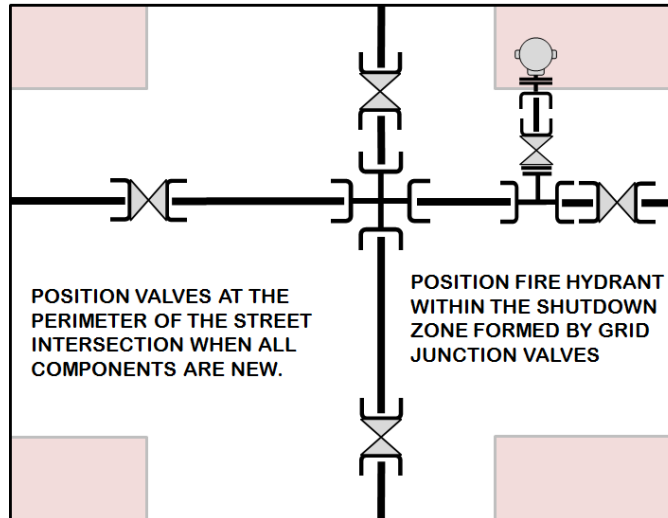 POSITION VALVES AT THE
PERIMETER OF THE STREET
INTERSECTION WHEN ALL
COMPONENTS ARE NEW.
POSITION FIRE HYDRANT
WITHIN THE SHUTDOWN
ZONE FORMED BY GRID
JUNCTION VALVES